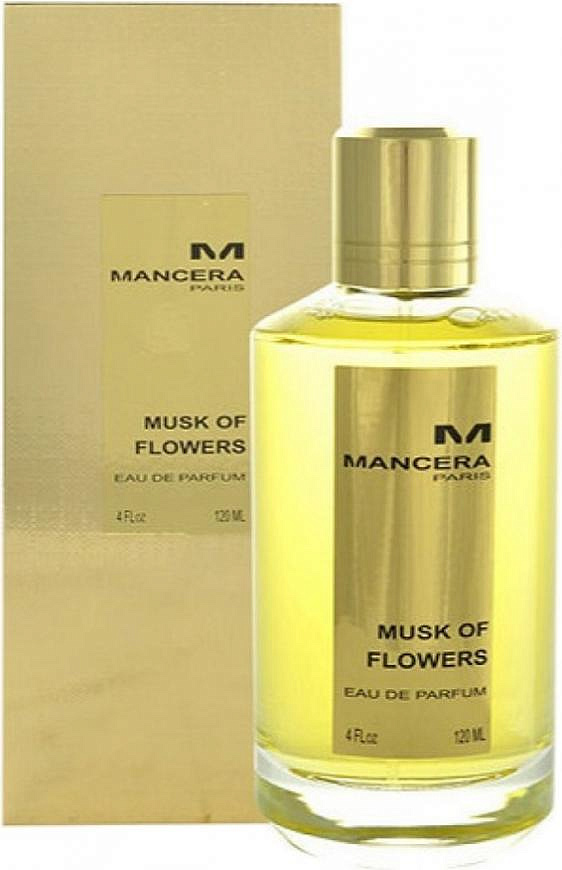 M
MANCERA
PARIS
MUSK OF
FLOWERS
EAU DE PARFUM
4 FLoz 120 ML
M
MANCERA
PARIS
MUSK OF
FLOWERS
EAU DE PARFUM
4 FLoz 120 ML